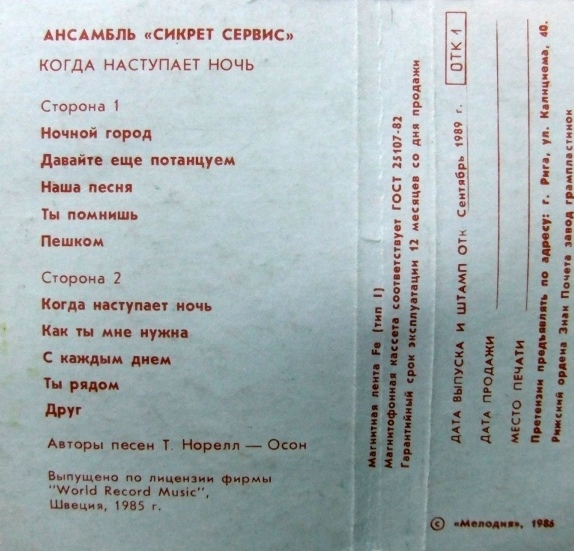 АНСАМБЛЬ «СИКРЕТ СЕРВИС»
КОГДА НАСТУПАЕТ НОЧЬ
Сторона 1
Ночной город
Давайте еще потанцуем
Наша песня
Ты помнишь
Пешком
Сторона 2
Когда наступает ночь
Как ты мне нужна
С каждым днем
Ты рядом
Друг
Авторы песен Т. Норелл — Осон
Выпущено по лицензии фирмы
"World Record Music",
Швеция, 1985 г.
Магнитная лента Fe (тип I)
Магнитофонная кассета соответствует ГОСТ 25107-82
Гарантийный срок эксплуатации 12 месяцев со дня продажи
ДАТА ВЫПУСКА И ШТАМП ОТК Сентябрь 1989 г. ОТК 1
ДАТА ПРОДАЖИ
МЕСТО ПЕЧАТИ
Претензии предъявлять по адресу: г. Рига, ул. Калнциема, 40.
Рижский ордена Знак Почета завод грампластинок
© «Мелодия», 1986